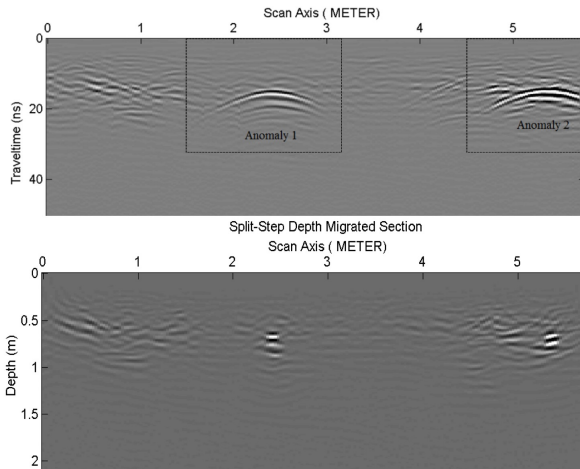 Scan Axis ( METER)
0 1 2 3 4 5
0
20
40
Traveltime (ns)
Anomaly 1
Anomaly 2
Split-Step Depth Migrated Section
Scan Axis ( METER)
0 1 2 3 4 5
0
0.5
1
1.5
2
Depth (m)